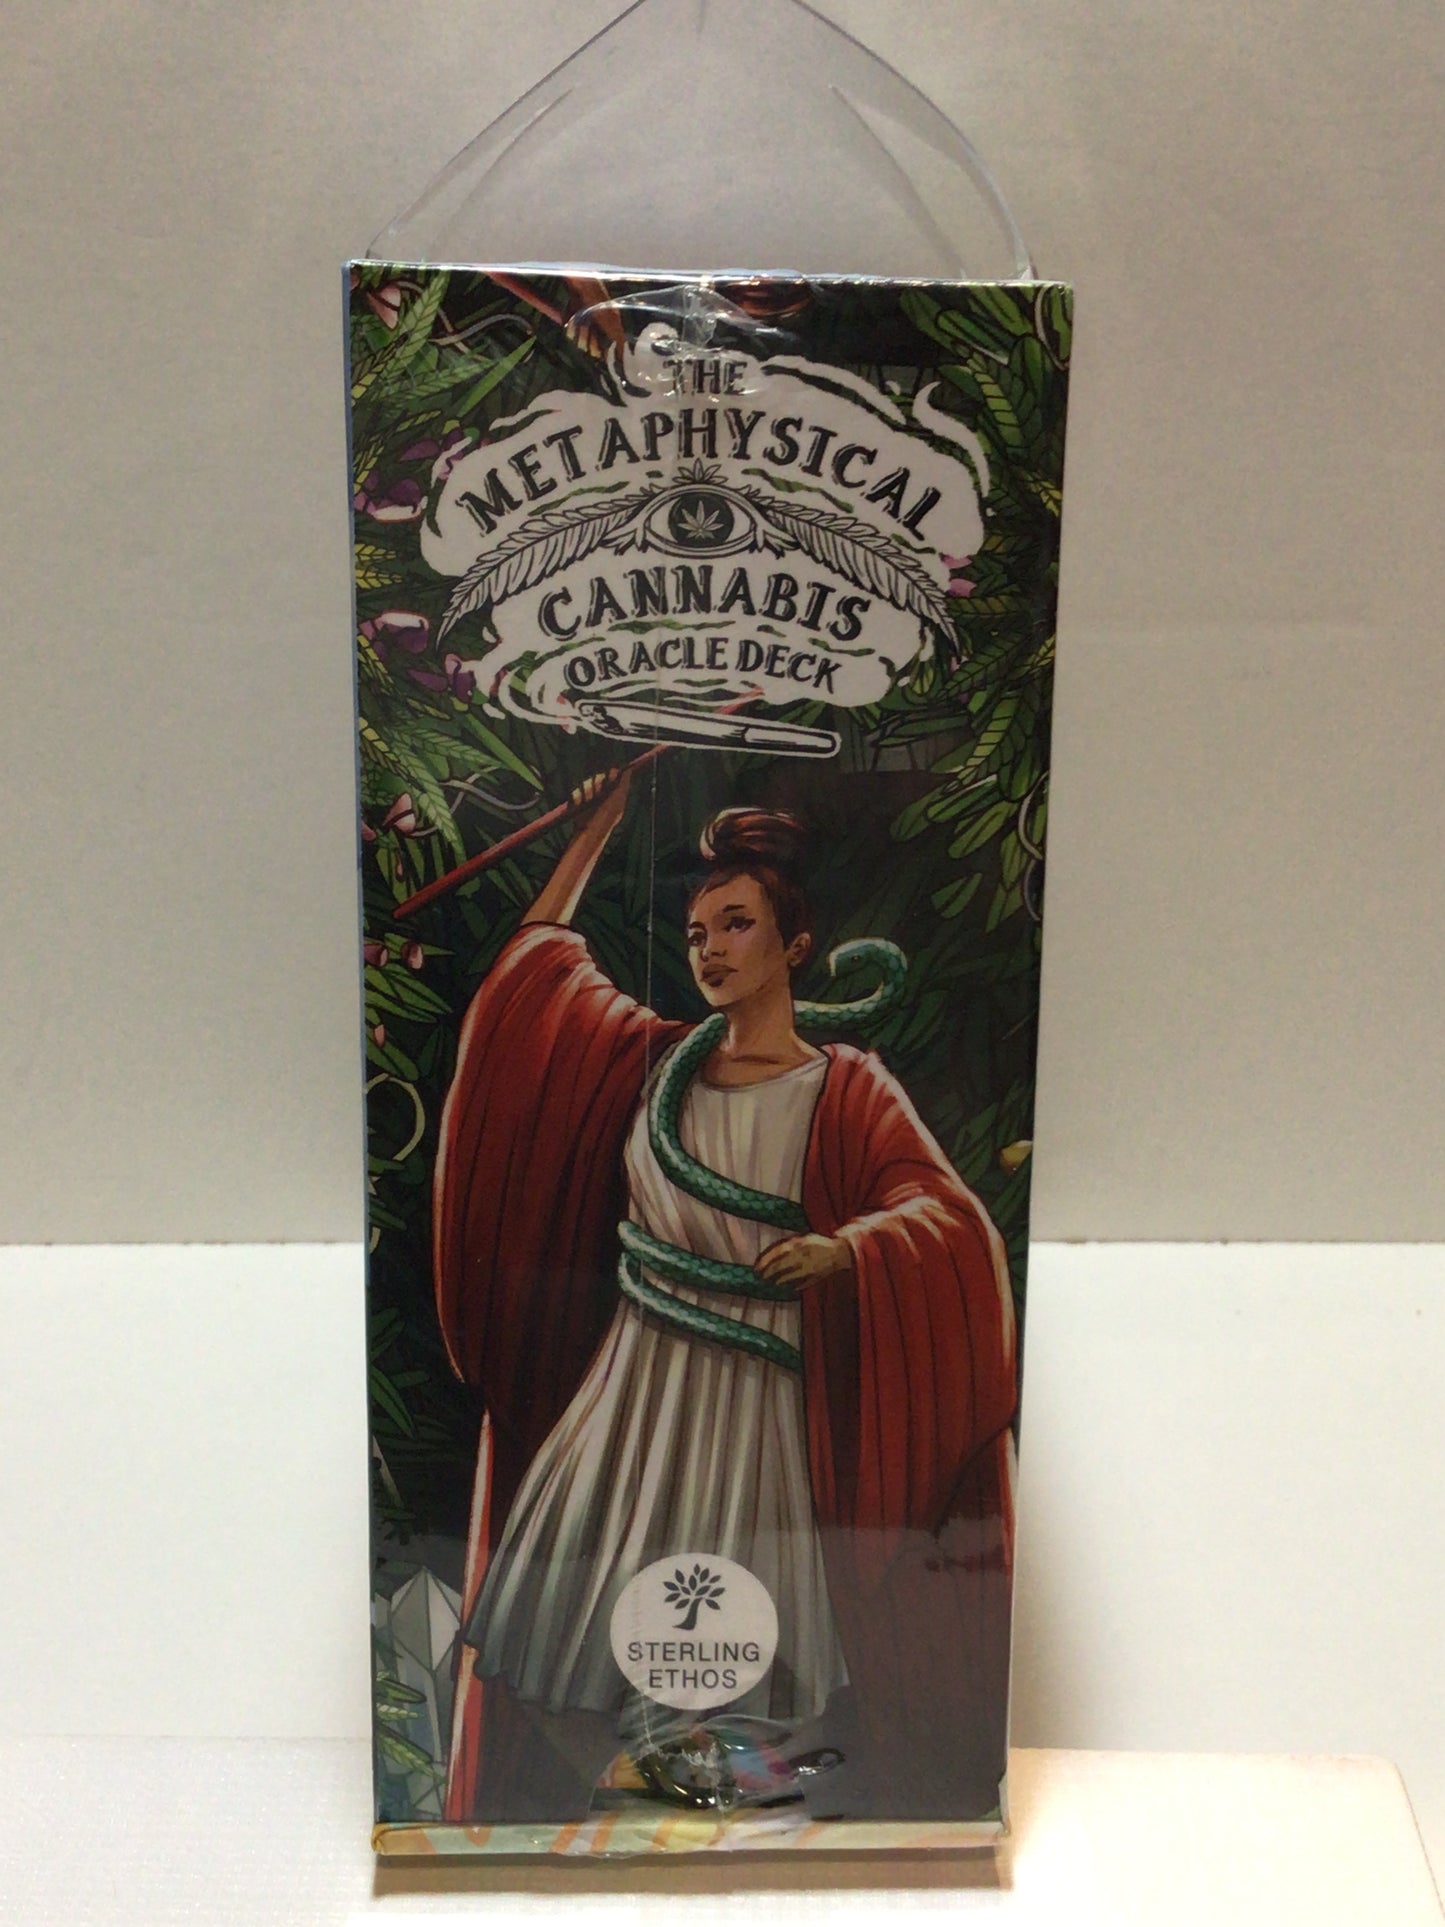 THE
METAPHYSICAL
CANNABIS
ORACLE DECK
STERLING
ETHOS